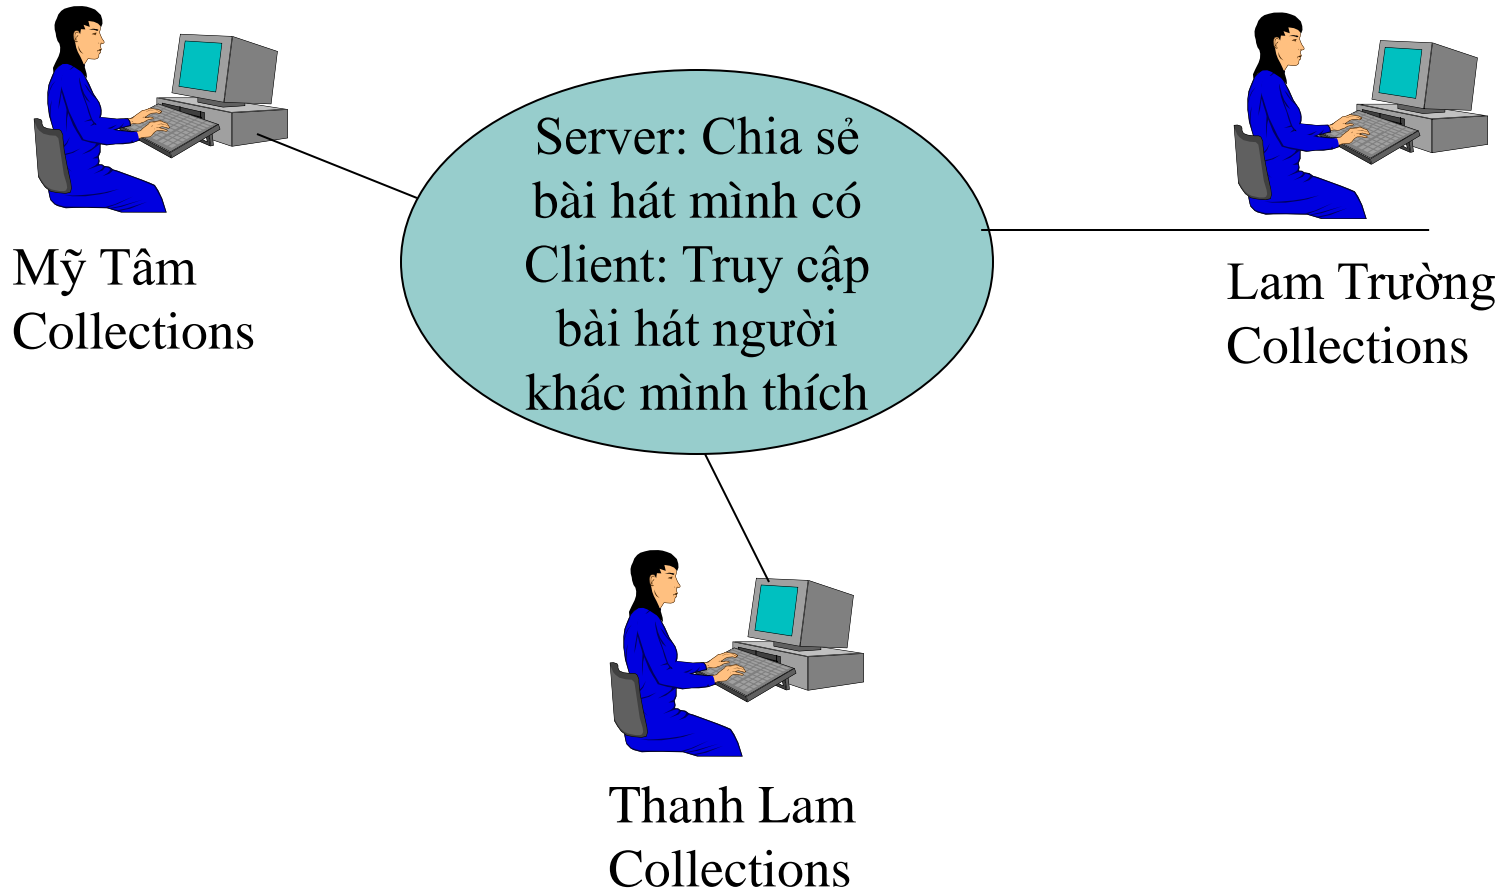 Server: Chia sẻ
bài hát mình có
Client: Truy cập
bài hát người
khác mình thích
Mỹ Tâm
Collections
Lam Trường
Collections
Thanh Lam
Collections